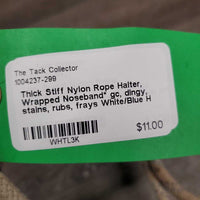 The Tack Collector
1004237-299
Thick Stiff Nylon Rope Halter,
Wrapped Noseband* gc, dingy,
stains, rubs, frays White/Blue H
$11.00
WHTL3K